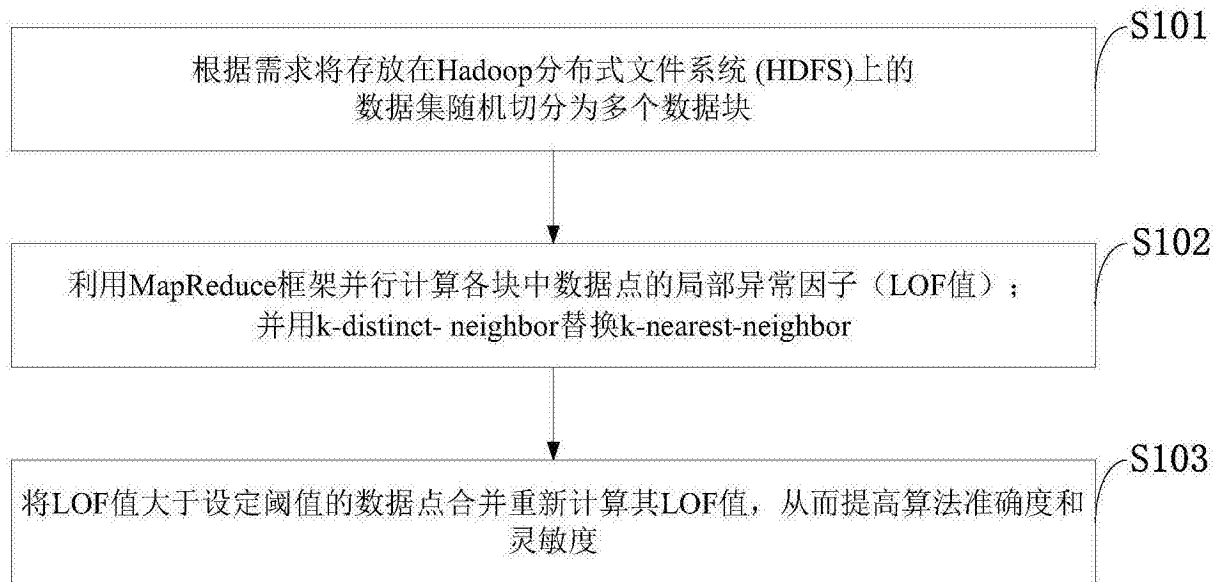 S101
根据需求将存放在Hadoop分布式文件系统 (HDFS)上的
数据集随机切分为多个数据块
S102
利用MapReduce框架并行计算各块中数据点的局部异常因子（LOF值）；
并用k-distinct- neighbor替换k-nearest-neighbor
S103
将LOF值大于设定阈值的数据点合并重新计算其LOF值，从而提高算法准确度和
灵敏度